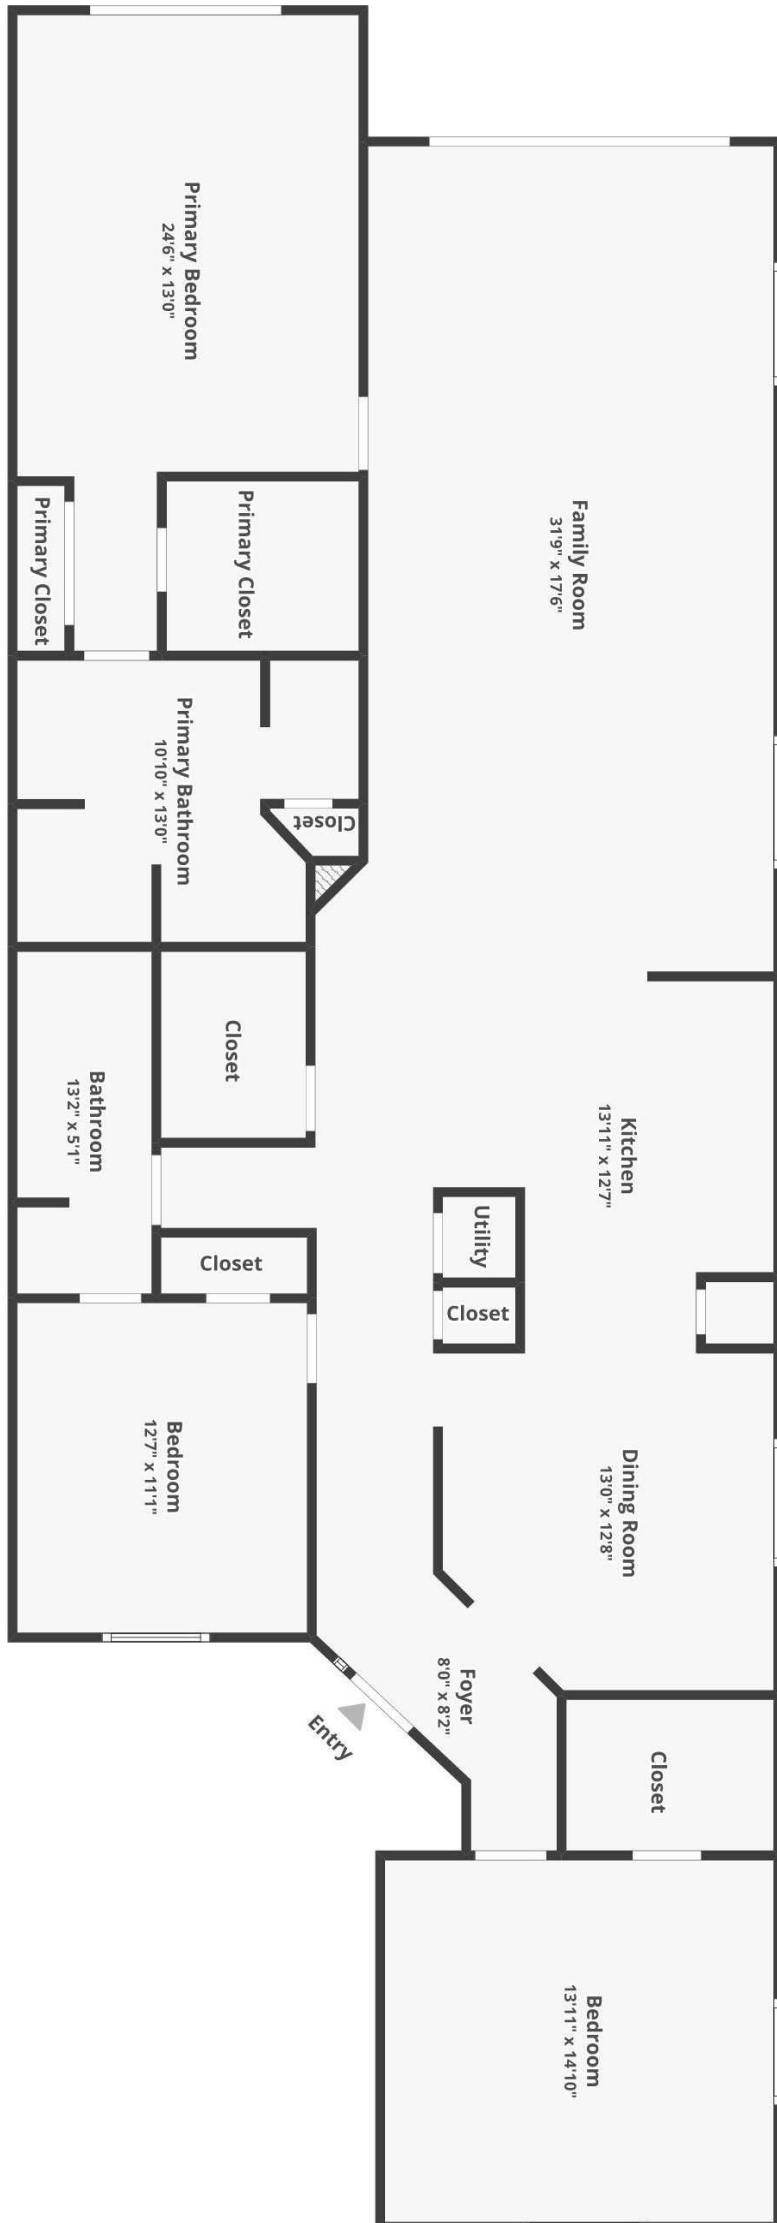 Primary Bedroom
24'6" x 13'0"
Family Room
31'9" x 17'6"
Primary Closet
Primary Closet
Primary Bathroom
10'10" x 13'0"
Closet
Closet
Bathroom
13'2" x 5'1"
Kitchen
13'11" x 12'7"
Utility
Closet
Closet
Bedroom
12'7" x 11'1"
Dining Room
13'0" x 12'8"
Foyer
8'0" x 8'2"
Entry
Closet
Bedroom
13'11" x 14'10"